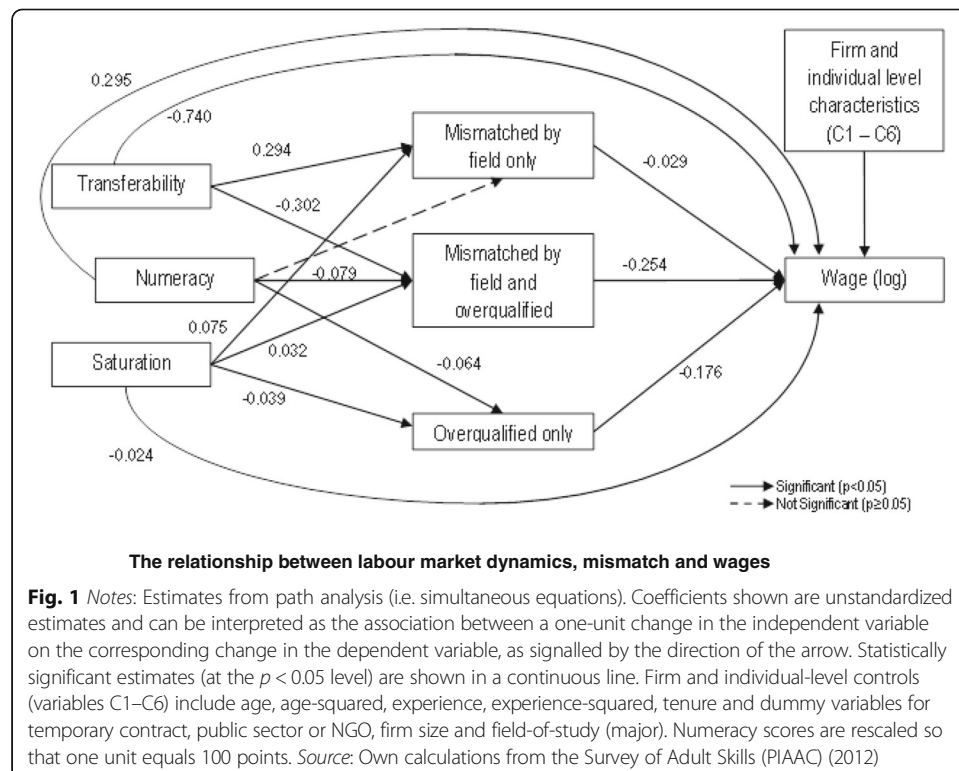 0.295
-0.740
Firm and
individual level
characteristics
(C1 – C6)
Mismatched by
field only
0.294
-0.029
Transferability
-0.302
Numeracy
-0.079
Mismatched by
field and
overqualified
-0.254
Wage (log)
0.075
0.032
Saturation
-0.064
-0.176
-0.039
Overqualified only
-0.024
Significant (p<0.05)
Not Significant (p≥0.05)
The relationship between labour market dynamics, mismatch and wages
Fig. 1 Notes: Estimates from path analysis (i.e. simultaneous equations). Coefficients shown are unstandardized
estimates and can be interpreted as the association between a one-unit change in the independent variable
on the corresponding change in the dependent variable, as signalled by the direction of the arrow. Statistically
significant estimates (at the p < 0.05 level) are shown in a continuous line. Firm and individual-level controls
(variables C1–C6) include age, age-squared, experience, experience-squared, tenure and dummy variables for
temporary contract, public sector or NGO, firm size and field-of-study (major). Numeracy scores are rescaled so
that one unit equals 100 points. Source: Own calculations from the Survey of Adult Skills (PIAAC) (2012)